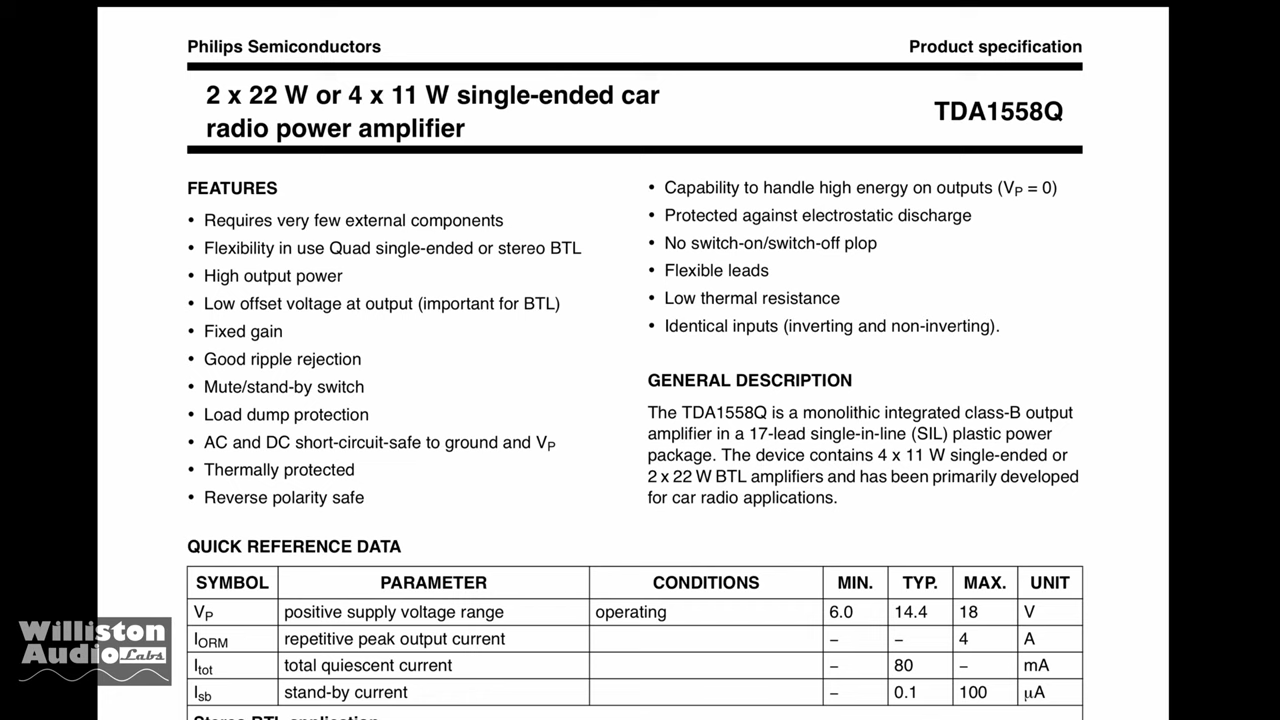 Philips Semiconductors Product specification
2 x 22 W or 4 x 11 W single-ended car
radio power amplifier
TDA1558Q
FEATURES
• Requires very few external components
• Flexibility in use Quad single-ended or stereo BTL
• High output power
• Low offset voltage at output (important for BTL)
• Fixed gain
• Good ripple rejection
• Mute/stand-by switch
• Load dump protection
• AC and DC short-circuit-safe to ground and VP
• Thermally protected
• Reverse polarity safe
• Capability to handle high energy on outputs (VP = 0)
• Protected against electrostatic discharge
• No switch-on/switch-off plop
• Flexible leads
• Low thermal resistance
• Identical inputs (inverting and non-inverting).
GENERAL DESCRIPTION
The TDA1558Q is a monolithic integrated class-B output
amplifier in a 17-lead single-in-line (SIL) plastic power
package. The device contains 4 x 11 W single-ended or
2 x 22 W BTL amplifiers and has been primarily developed
for car radio applications.
QUICK REFERENCE DATA
SYMBOL PARAMETER CONDITIONS MIN. TYP. MAX. UNIT
VP positive supply voltage range operating 6.0 14.4 18 V
IORM repetitive peak output current – – 4 A
Itot total quiescent current – 80 – mA
Isb stand-by current – 0.1 100 μA
Stereo BTL application
Williston
Audio Labs